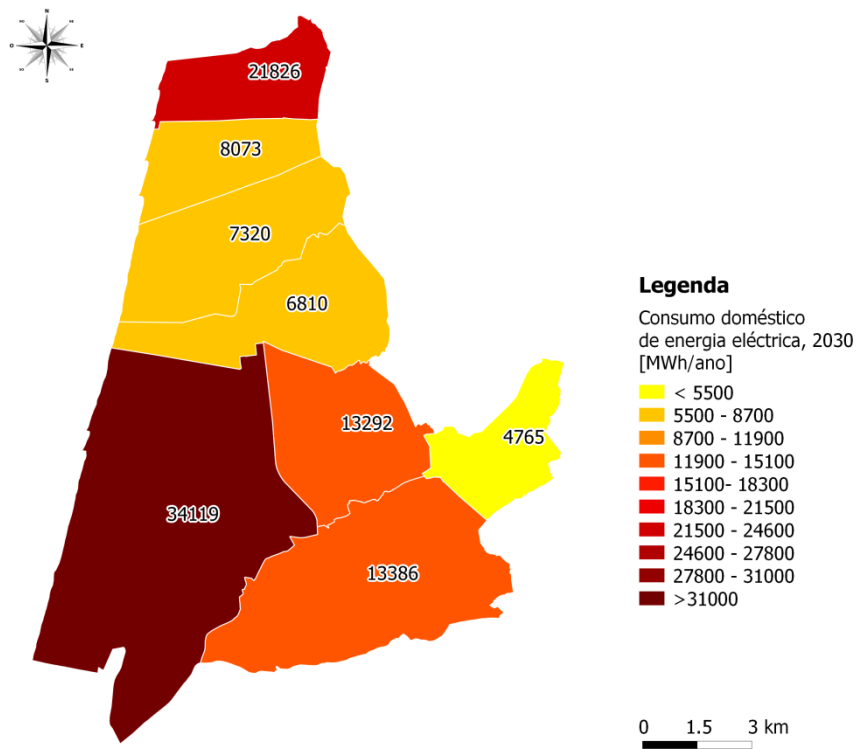 N
O
E
S
21826
8073
7320
6810
13292
4765
34119
13386
Legenda
Consumo doméstico
de energia eléctrica, 2030
[MWh/ano]
< 5500
5500 - 8700
8700 - 11900
11900 - 15100
15100- 18300
18300 - 21500
21500 - 24600
24600 - 27800
27800 - 31000
>31000
0 1.5 3 km